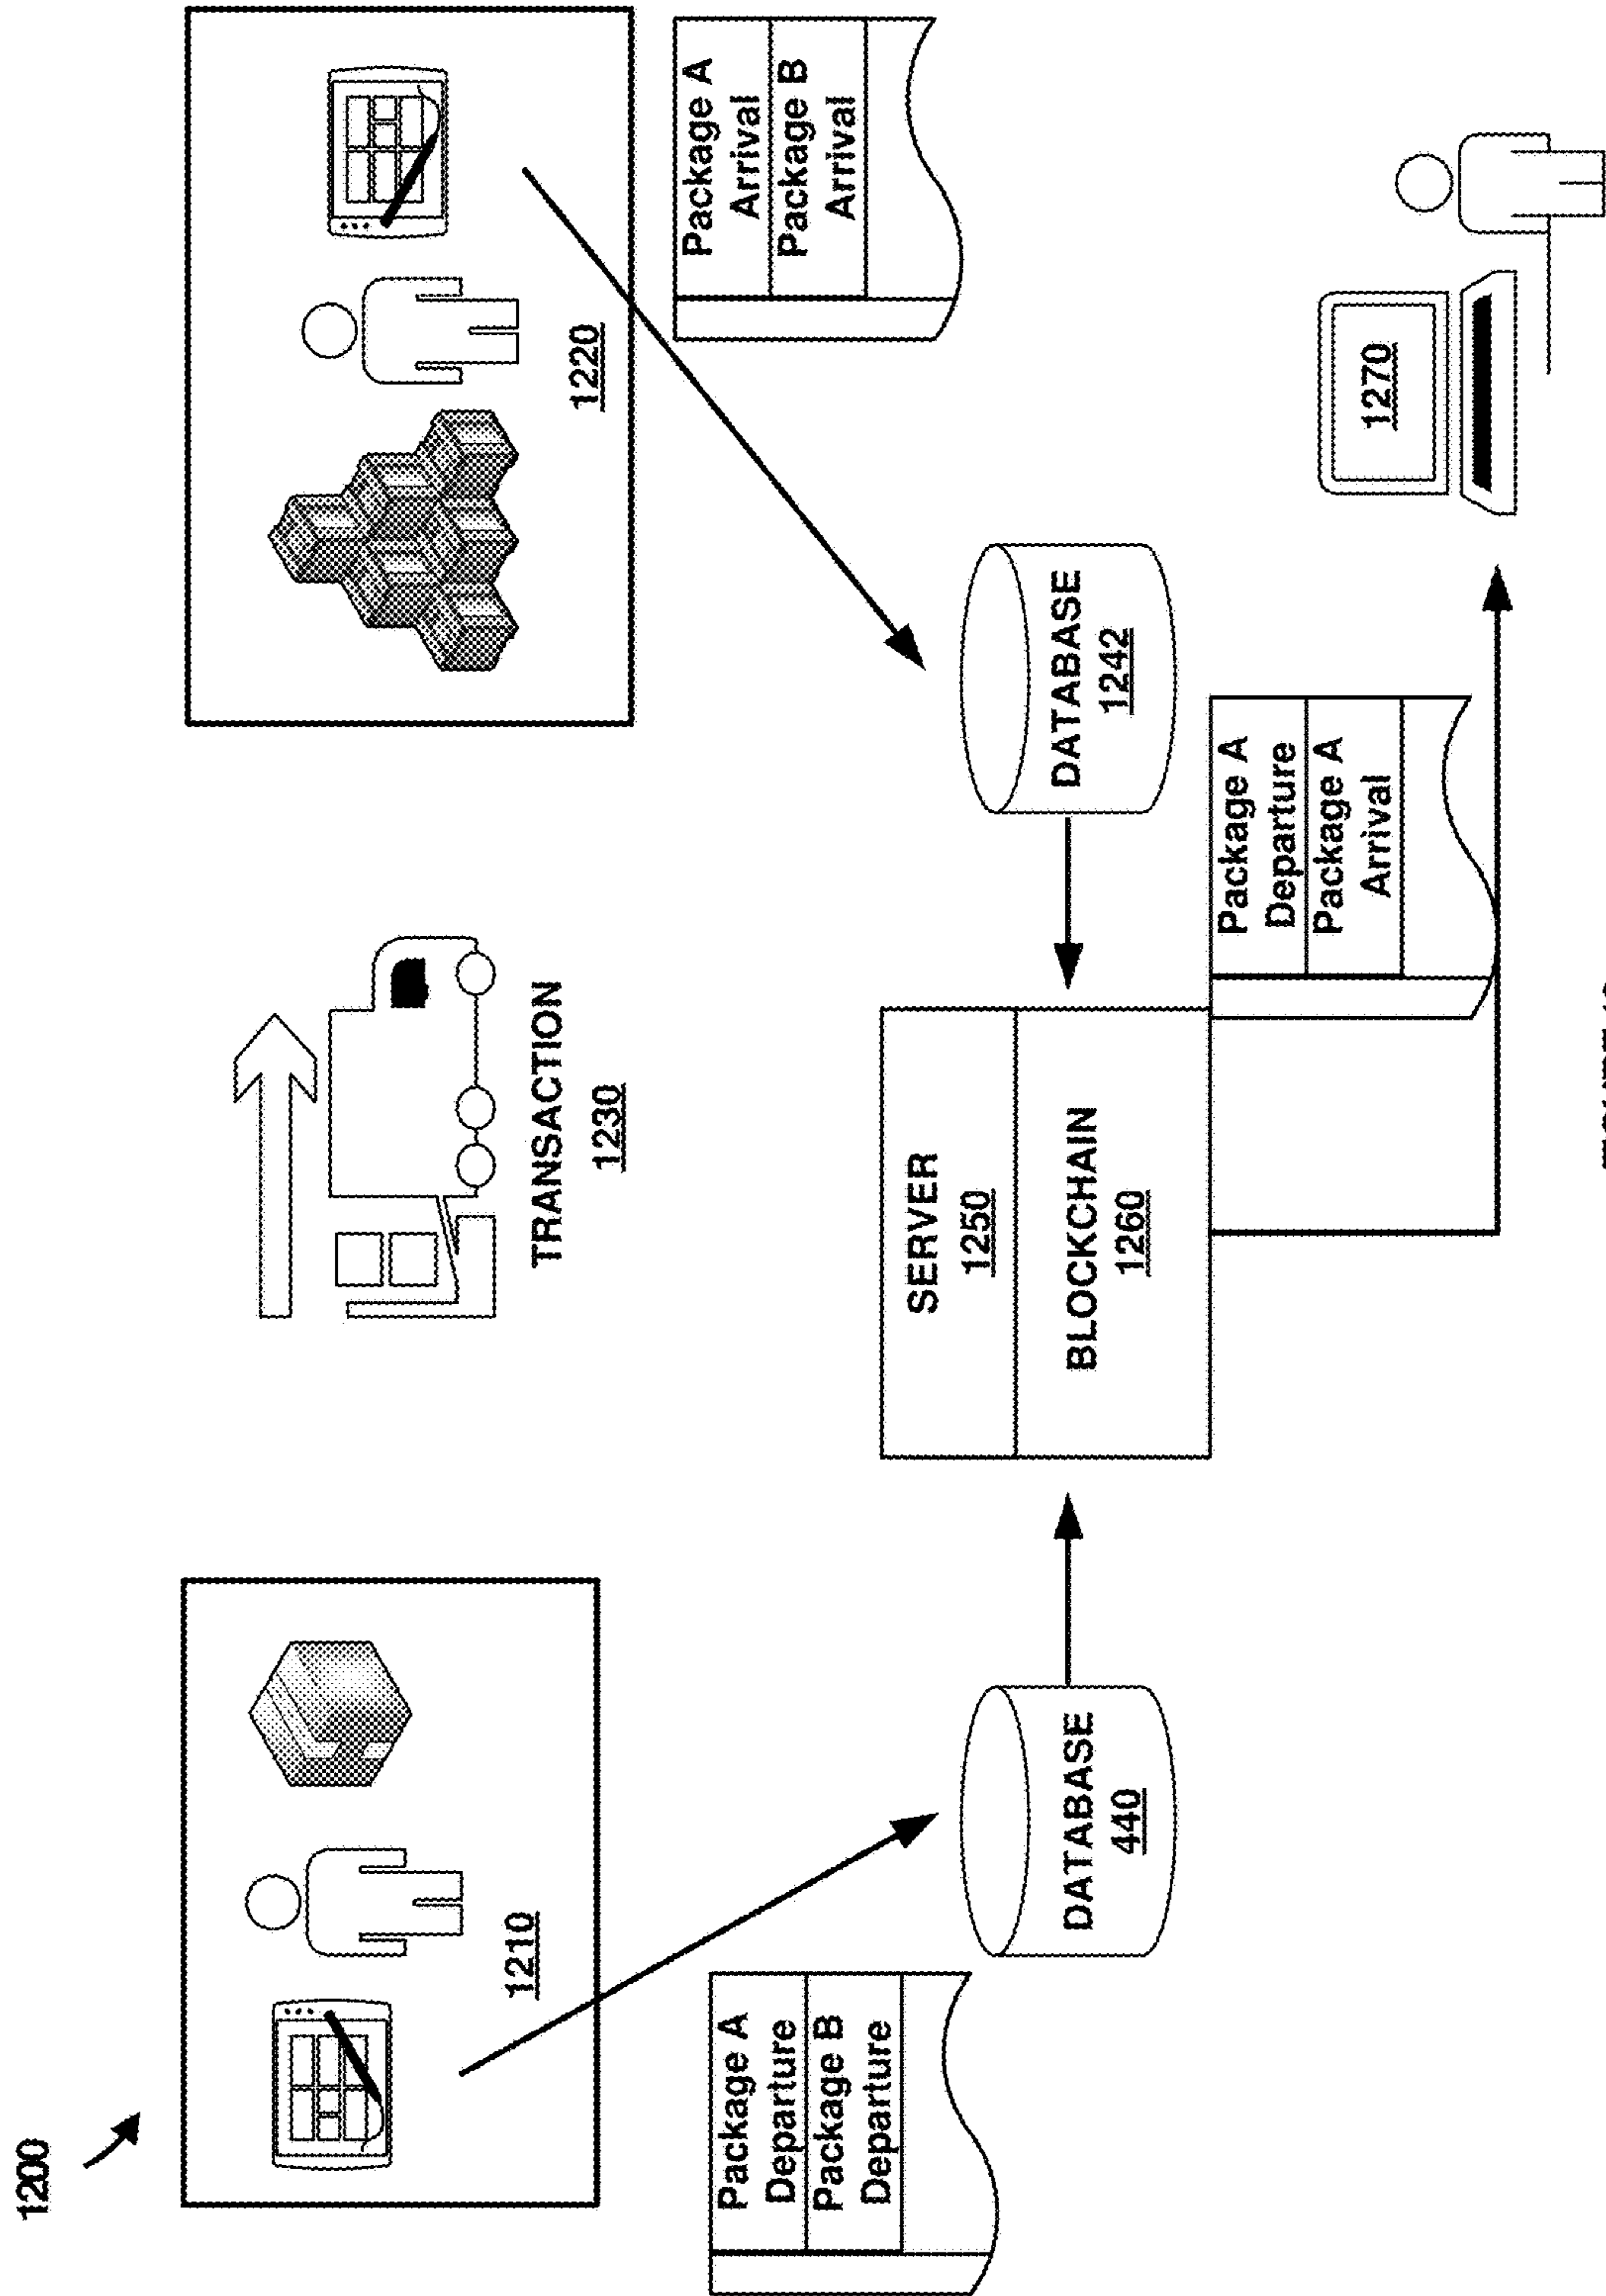 1200
1210
TRANSACTION
1230
1220
Package A
Departure
Package B
Departure
Package A
Arrival
Package B
Arrival
DATABASE
440
SERVER
1250
BLOCKCHAIN
1260
DATABASE
1242
Package A
Departure
Package A
Arrival
1270